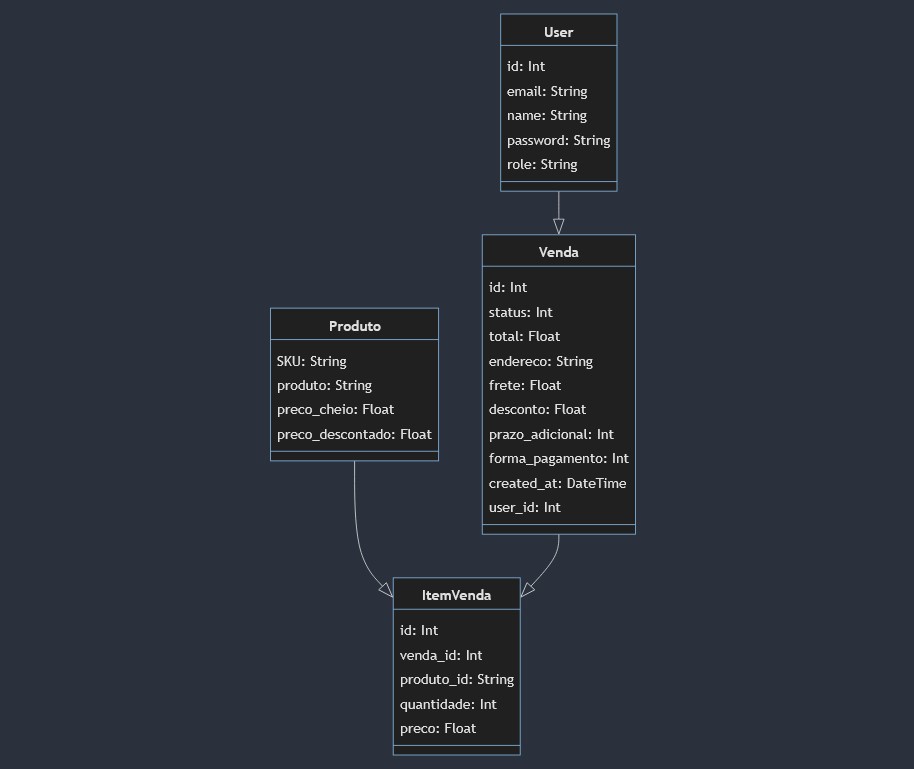 User
id: Int
email: String
name: String
password: String
role: String
Venda
id: Int
status: Int
total: Float
endereco: String
frete: Float
desconto: Float
prazo_adicional: Int
forma_pagamento: Int
created_at: DateTime
user_id: Int
Produto
SKU: String
produto: String
preco_cheio: Float
preco_descontado: Float
ItemVenda
id: Int
venda_id: Int
produto_id: String
quantidade: Int
preco: Float